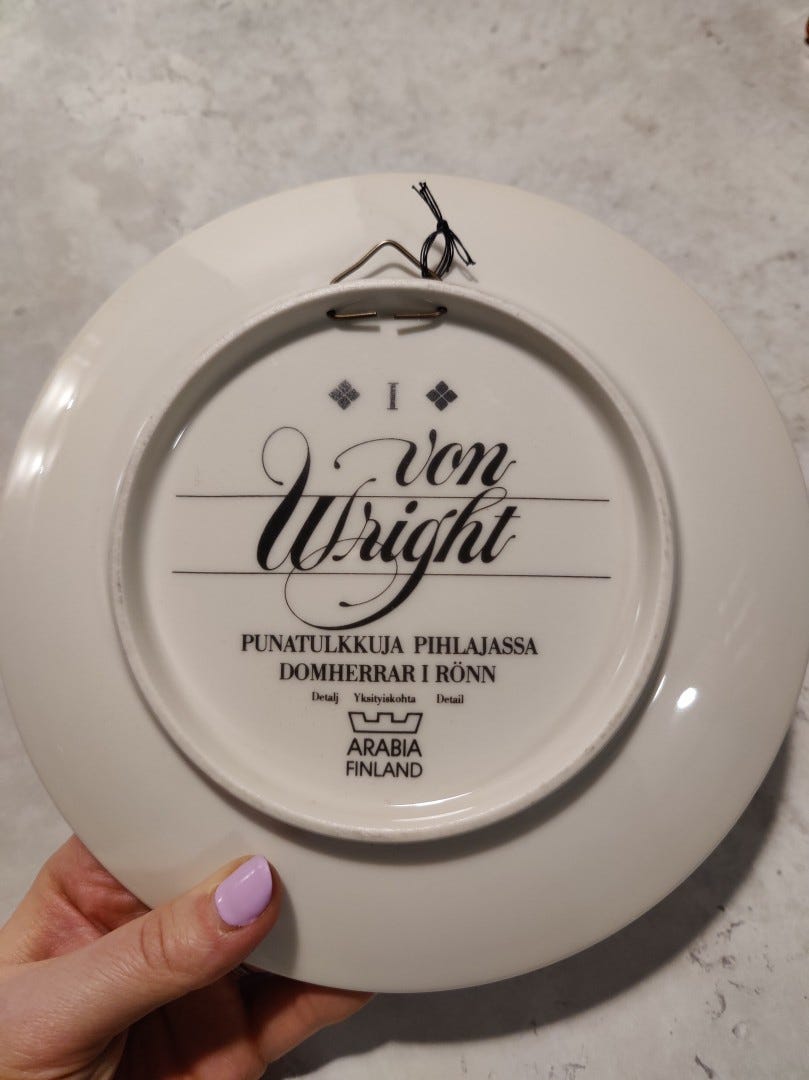 I
von
Wright
PUNATULKKUJA PIHLAJASSA
DOMHERRAR I RÖNN
Detalj Yksityiskohta Detail
ARABIA
FINLAND